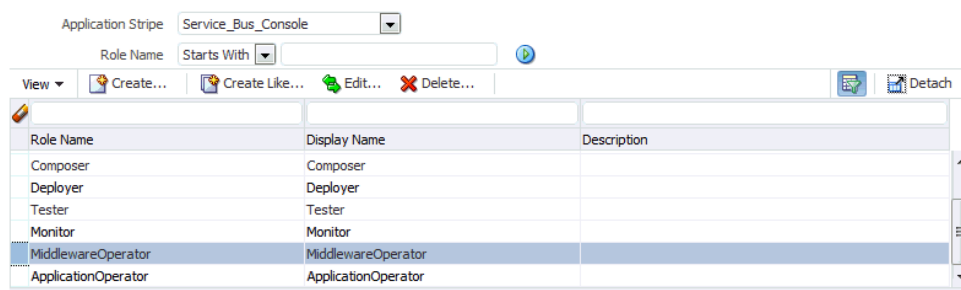 Application Stripe Service_Bus_Console
Role Name Starts With
View Create... Create Like... Edit... Delete... Detach
Role Name Display Name Description
Composer Composer
Deployer Deployer
Tester Tester
Monitor Monitor
MiddlewareOperator MiddlewareOperator
ApplicationOperator ApplicationOperator